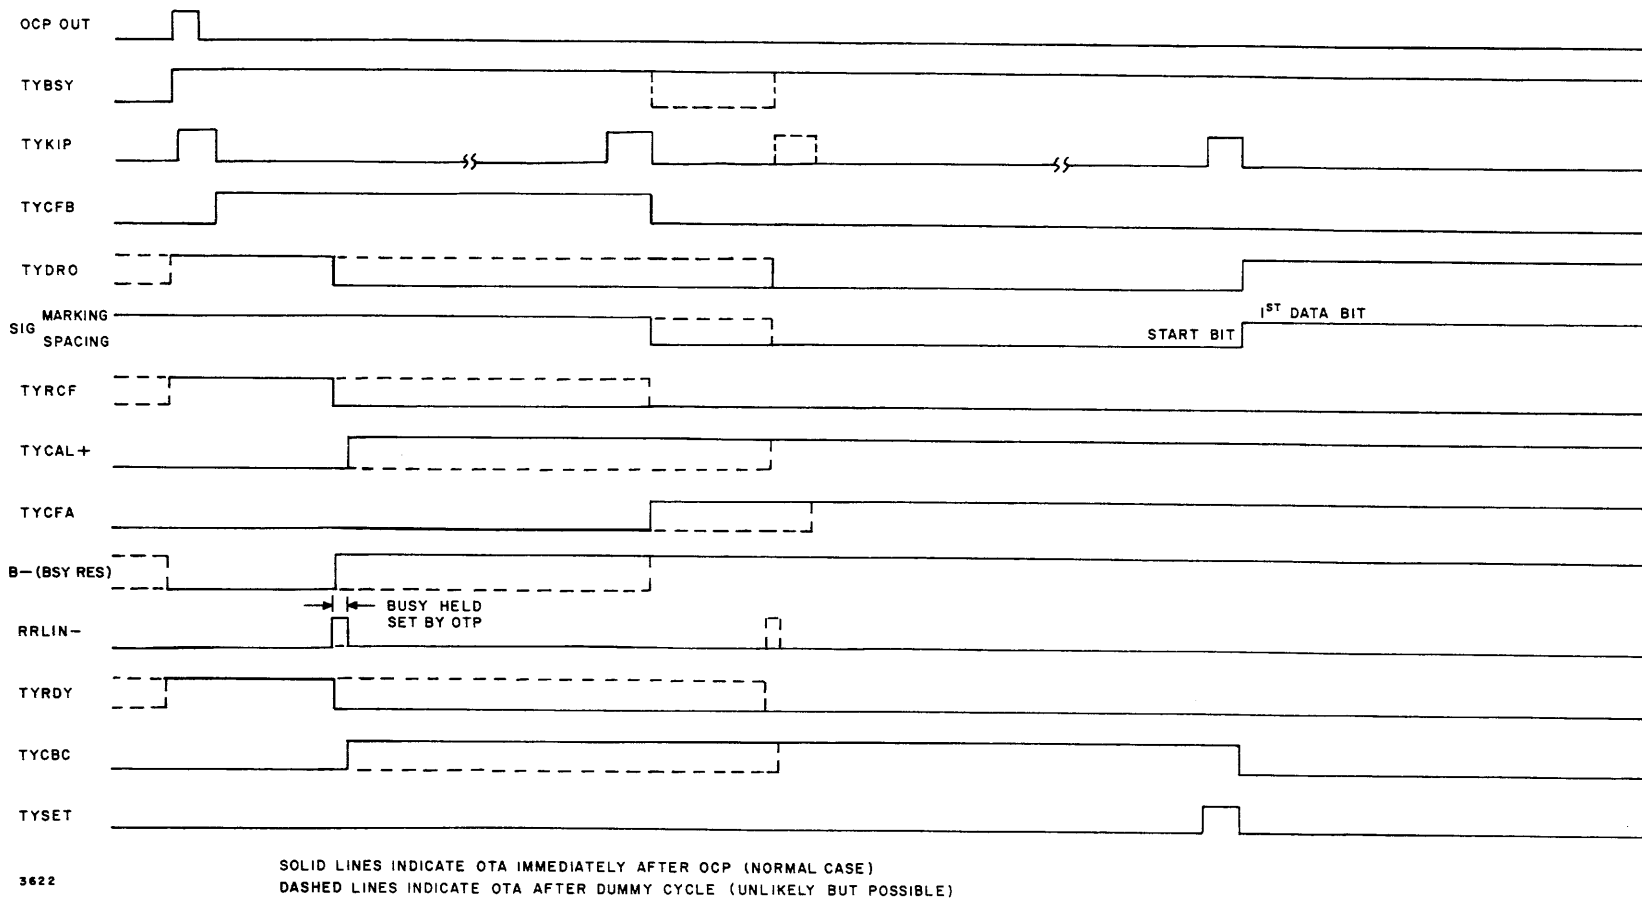 OCP OUT
TYBSY
TYKIP
TYCFB
TYDRO
SIG MARKING
SPACING
1ST DATA BIT
START BIT
TYRCF
TYCAL+
TYCFA
B-(BSY RES)
BUSY HELD
SET BY OTP
RRLIN-
TYRDY
TYCBC
TYSET
SOLID LINES INDICATE OTA IMMEDIATELY AFTER OCP (NORMAL CASE)
DASHED LINES INDICATE OTA AFTER DUMMY CYCLE (UNLIKELY BUT POSSIBLE)
3622